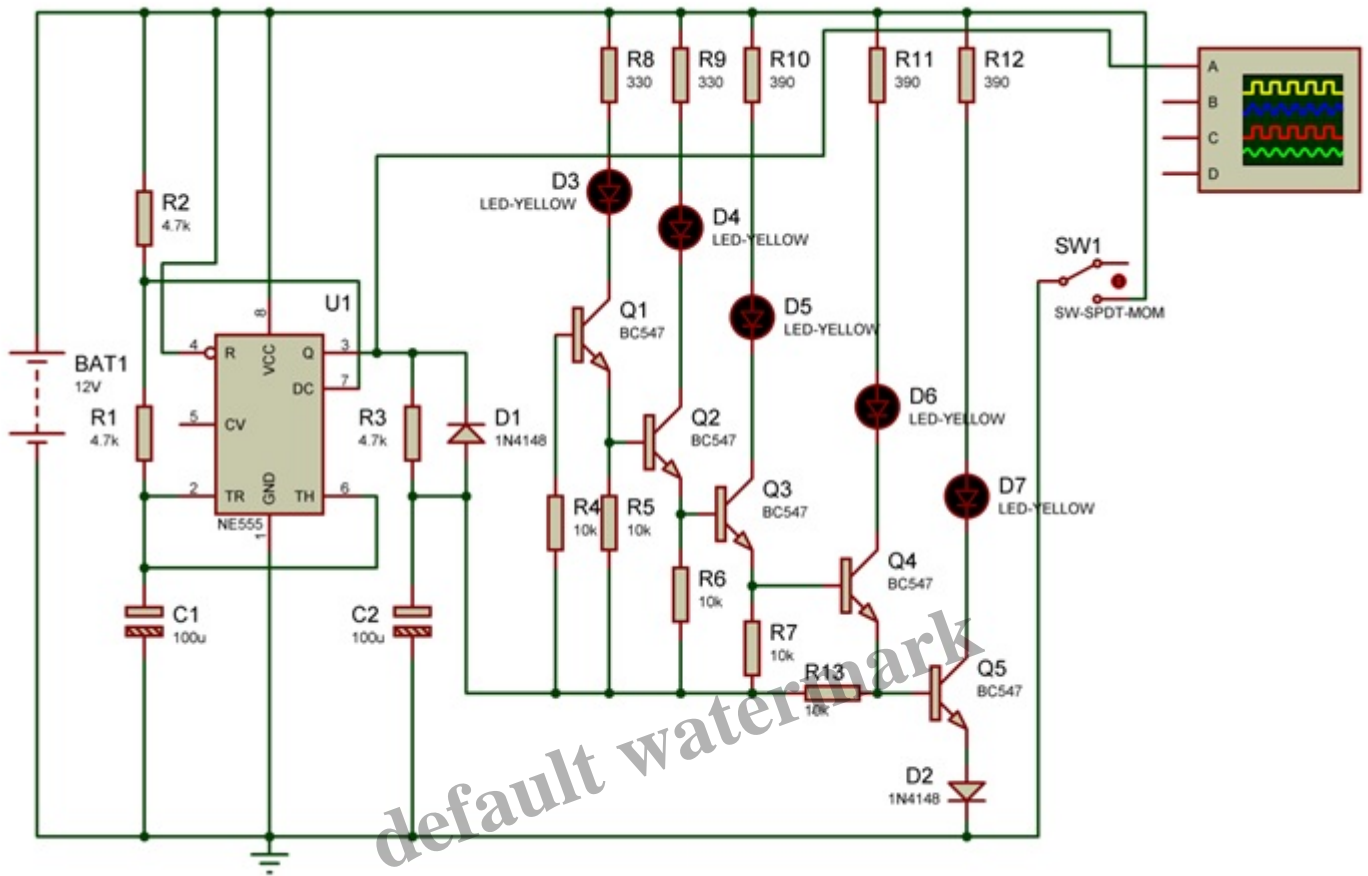 R8
330
R9
330
R10
390
R11
390
R12
390
A
B
C
D
D3
LED-YELLOW
R2
4.7k
D4
LED-YELLOW
SW1
SW-SPDT-MOM
U1
D5
LED-YELLOW
Q1
BC547
8
4
R
VCC
Q
3
DC
7
BAT1
12V
D6
LED-YELLOW
R1
4.7k
5
CV
R3
4.7k
D1
1N4148
Q2
BC547
2
TR
GND
TH
6
NE555
1
Q3
BC547
D7
LED-YELLOW
R4
10k
R5
10k
Q4
BC547
R6
10k
C1
100u
C2
100u
R7
10k
R13
10k
Q5
BC547
D2
1N4148
default watermark